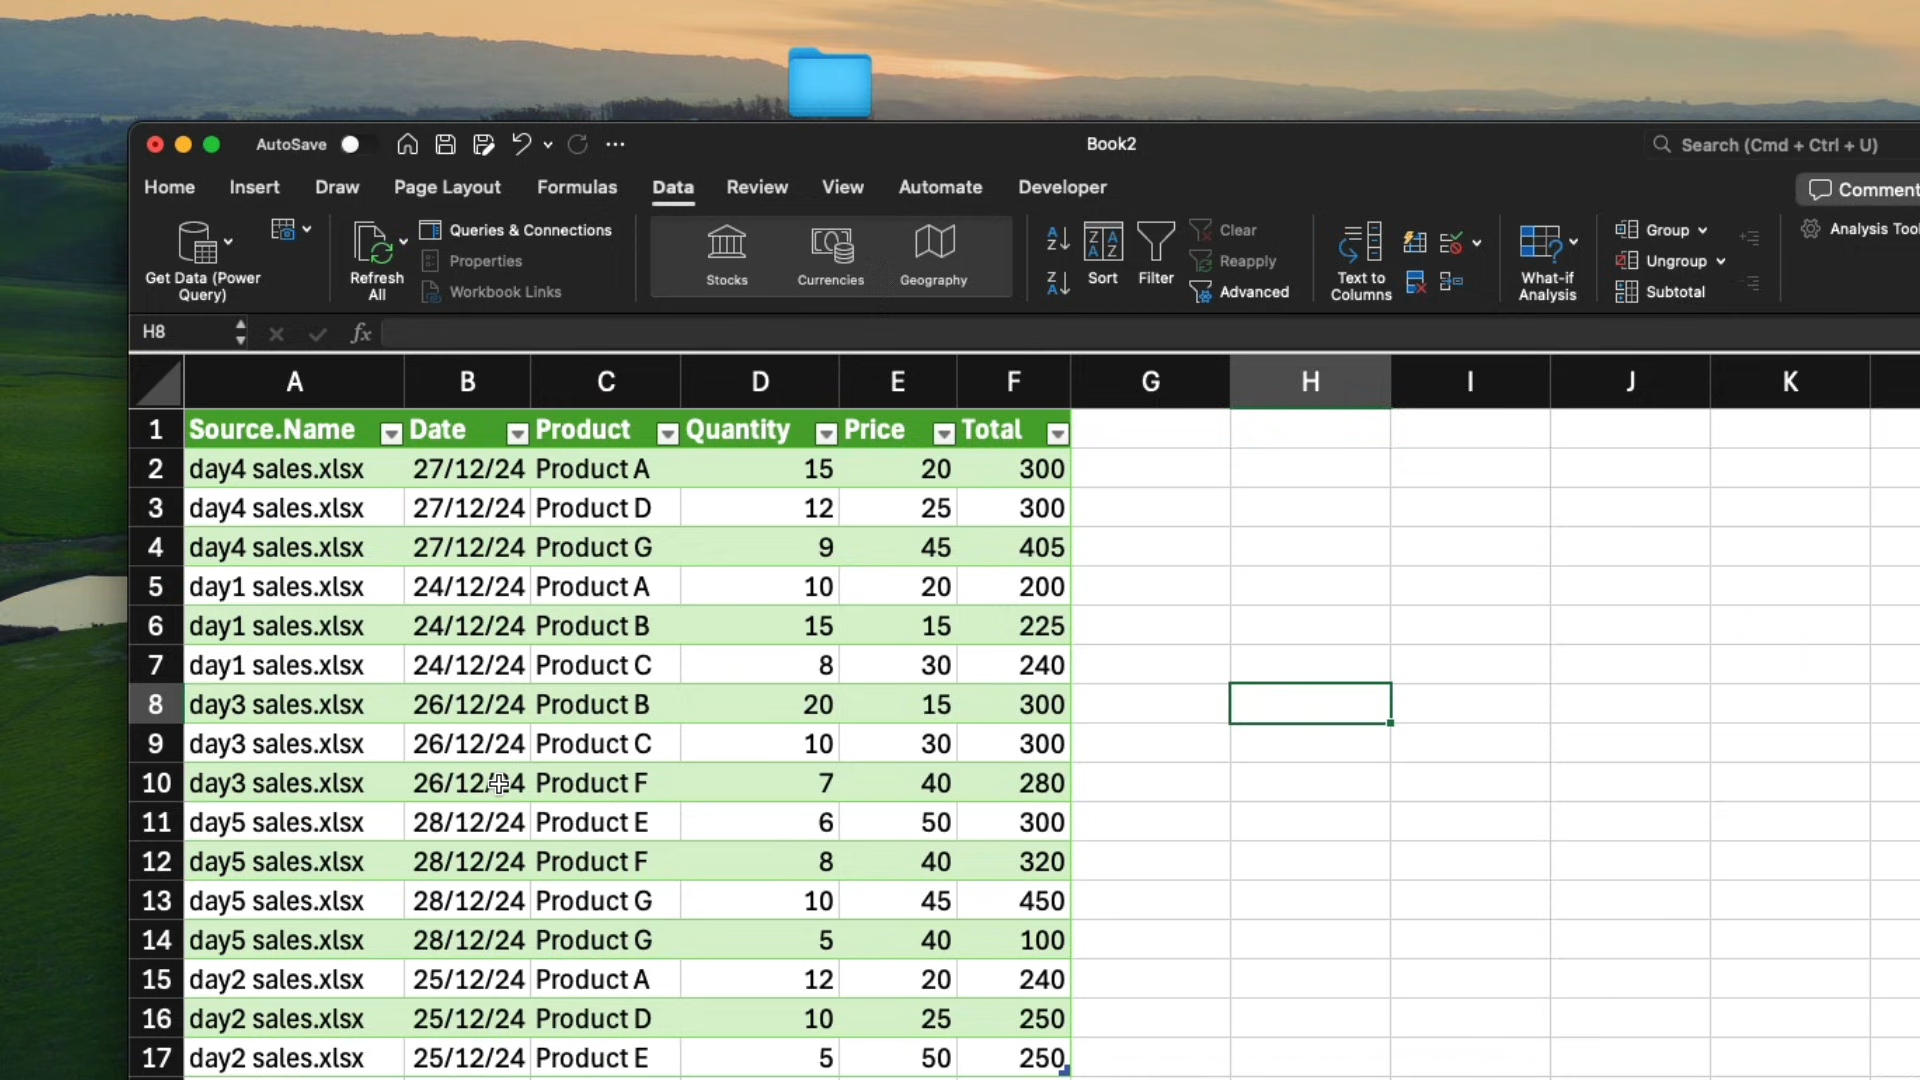 AutoSave
Book2
Search (Cmd + Ctrl + U)
Home Insert Draw Page Layout Formulas Data Review View Automate Developer
Comment
Get Data (Power Query)
Refresh All
Queries & Connections
Properties
Workbook Links
Stocks Currencies Geography
Sort
Filter
Clear
Reapply
Advanced
Text to Columns
What-if Analysis
Group
Ungroup
Subtotal
Analysis Tool
H8 fx
A B C D E F G H I J K
1 Source.Name Date Product Quantity Price Total
2 day4 sales.xlsx 27/12/24 Product A 15 20 300
3 day4 sales.xlsx 27/12/24 Product D 12 25 300
4 day4 sales.xlsx 27/12/24 Product G 9 45 405
5 day1 sales.xlsx 24/12/24 Product A 10 20 200
6 day1 sales.xlsx 24/12/24 Product B 15 15 225
7 day1 sales.xlsx 24/12/24 Product C 8 30 240
8 day3 sales.xlsx 26/12/24 Product B 20 15 300
9 day3 sales.xlsx 26/12/24 Product C 10 30 300
10 day3 sales.xlsx 26/12/24 Product F 7 40 280
11 day5 sales.xlsx 28/12/24 Product E 6 50 300
12 day5 sales.xlsx 28/12/24 Product F 8 40 320
13 day5 sales.xlsx 28/12/24 Product G 10 45 450
14 day5 sales.xlsx 28/12/24 Product G 5 40 100
15 day2 sales.xlsx 25/12/24 Product A 12 20 240
16 day2 sales.xlsx 25/12/24 Product D 10 25 250
17 day2 sales.xlsx 25/12/24 Product E 5 50 250